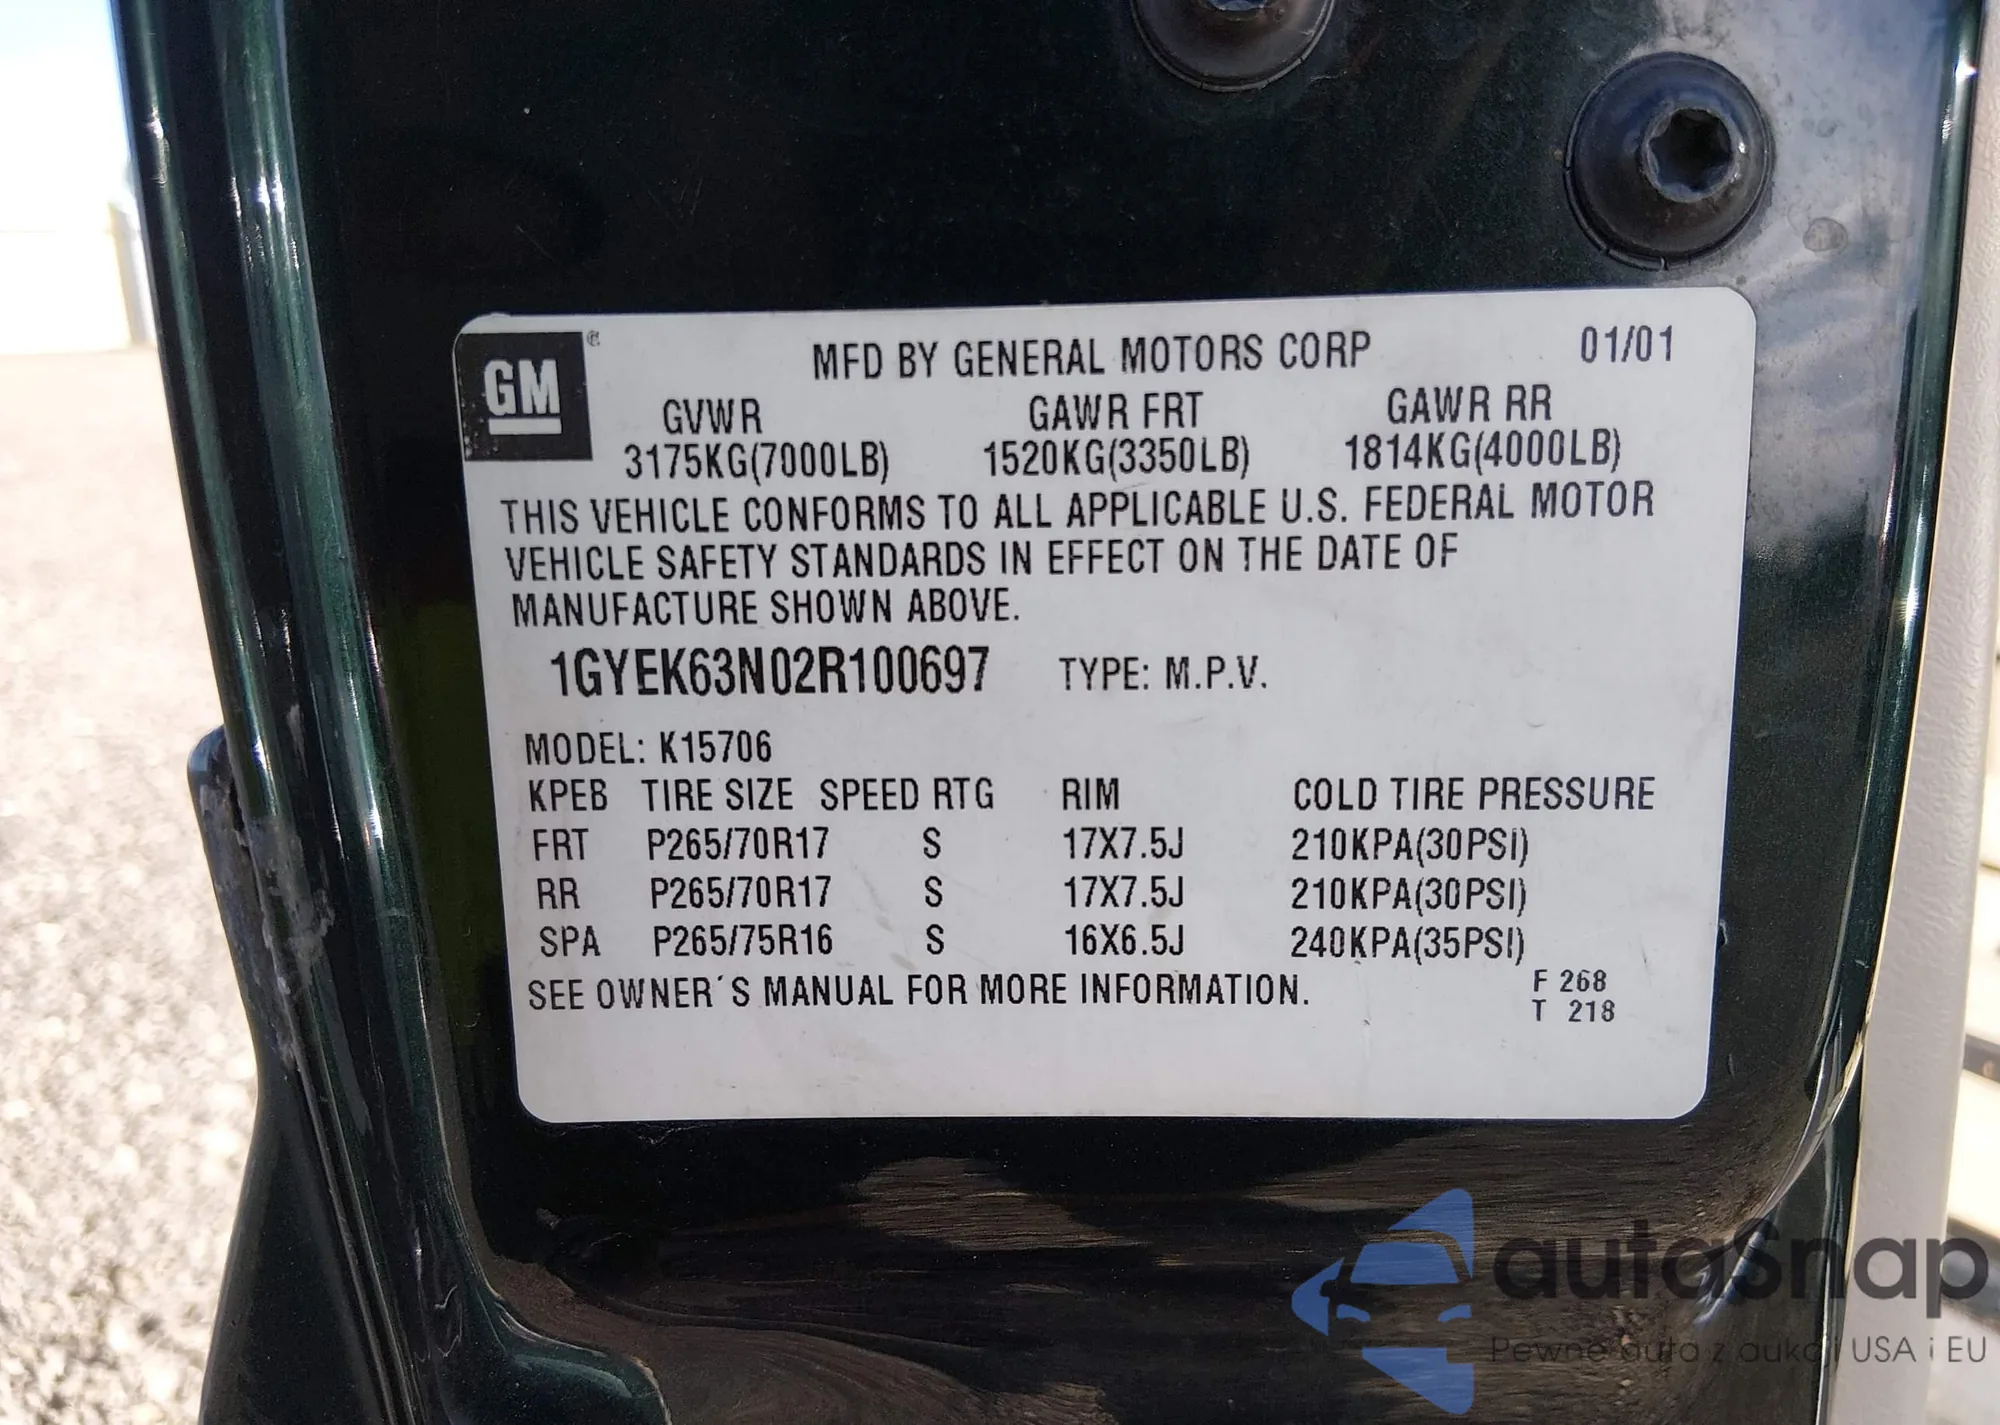 GM
MFD BY GENERAL MOTORS CORP 01/01
GVWR GAWR FRT GAWR RR
3175KG(7000LB) 1520KG(3350LB) 1814KG(4000LB)
THIS VEHICLE CONFORMS TO ALL APPLICABLE U.S. FEDERAL MOTOR
VEHICLE SAFETY STANDARDS IN EFFECT ON THE DATE OF
MANUFACTURE SHOWN ABOVE.
1GYEK63N02R100697 TYPE: M.P.V.
MODEL: K15706
KPEB TIRE SIZE SPEED RTG RIM COLD TIRE PRESSURE
FRT P265/70R17 S 17X7.5J 210KPA(30PSI)
RR P265/70R17 S 17X7.5J 210KPA(30PSI)
SPA P265/75R16 S 16X6.5J 240KPA(35PSI)
SEE OWNER´S MANUAL FOR MORE INFORMATION.
F 268
T 218
autaSnap
Pewne auta z aukcji USA i EU